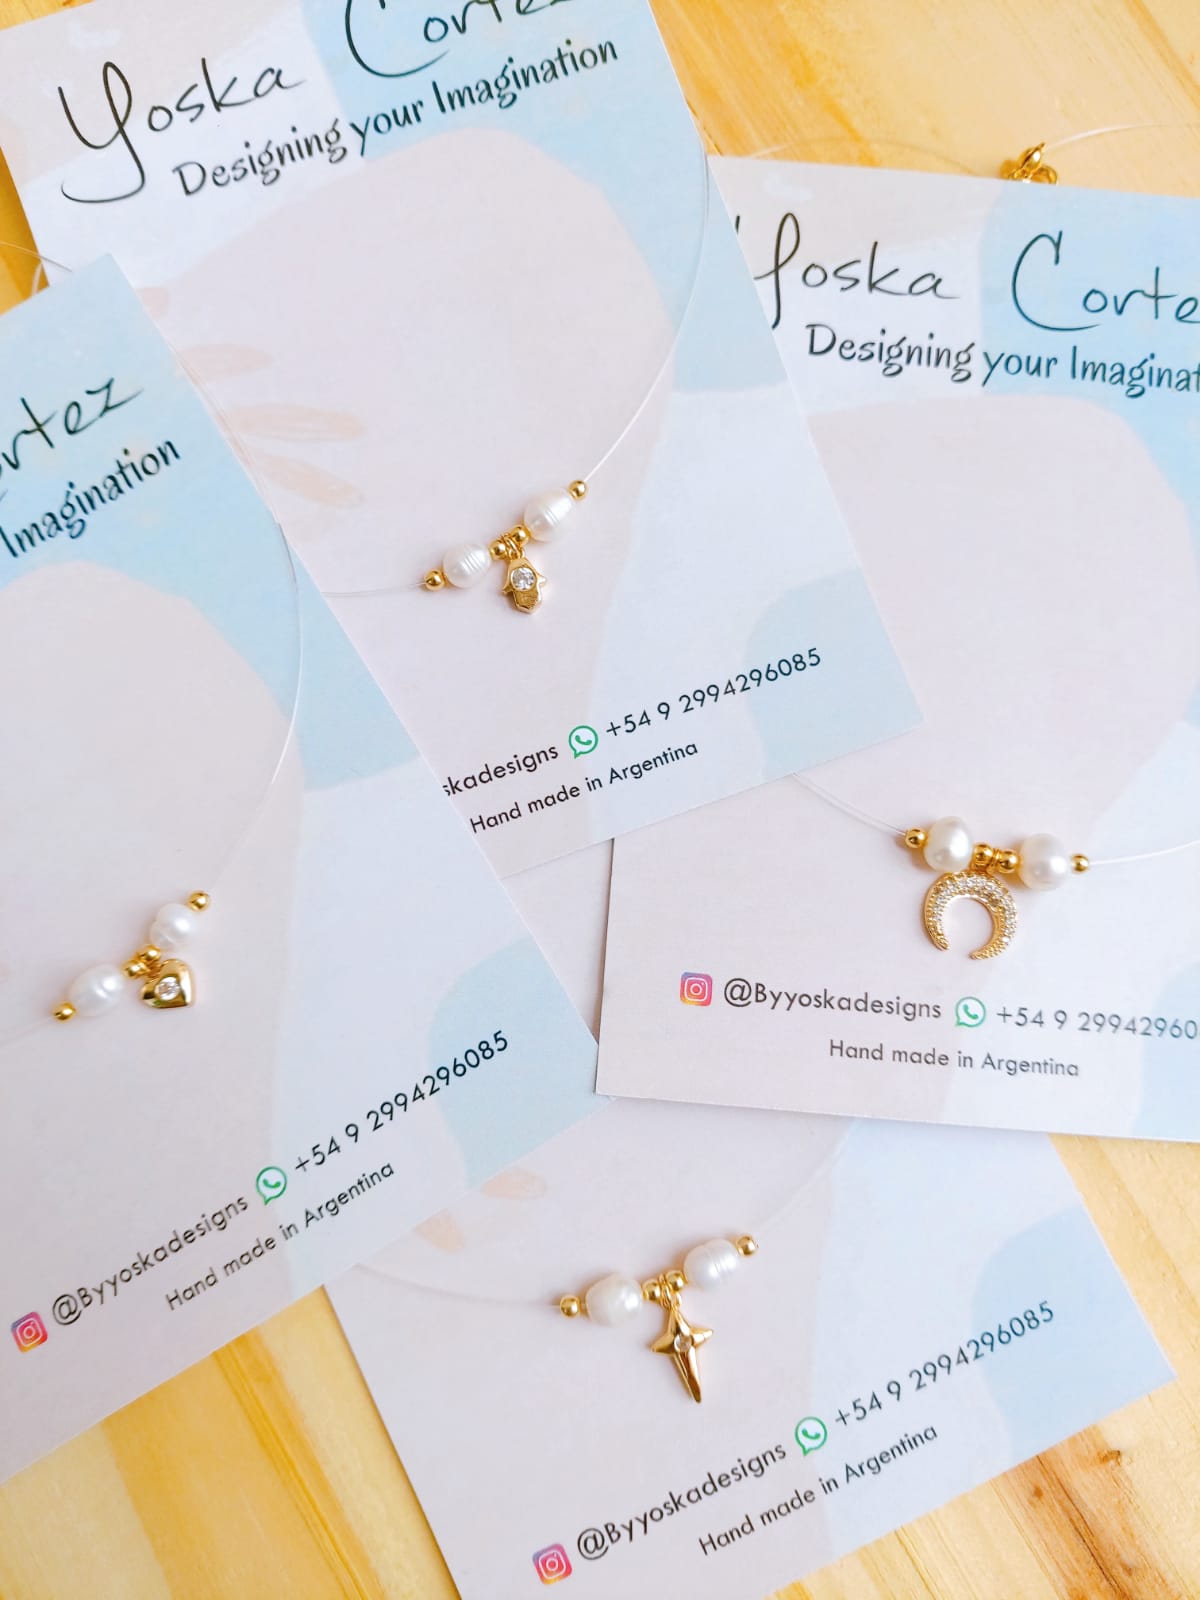 Yoska Cortez
Designing your Imagination
skadesigns +54 9 2994296085
Hand made in Argentina
Yoska Corte
Designing your Imaginat
@Byyoskadesigns +54 9 29942960
Hand made in Argentina
ortez
Imagination
@Byyoskadesigns +54 9 2994296085
Hand made in Argentina
@Byyoskadesigns +54 9 2994296085
Hand made in Argentina